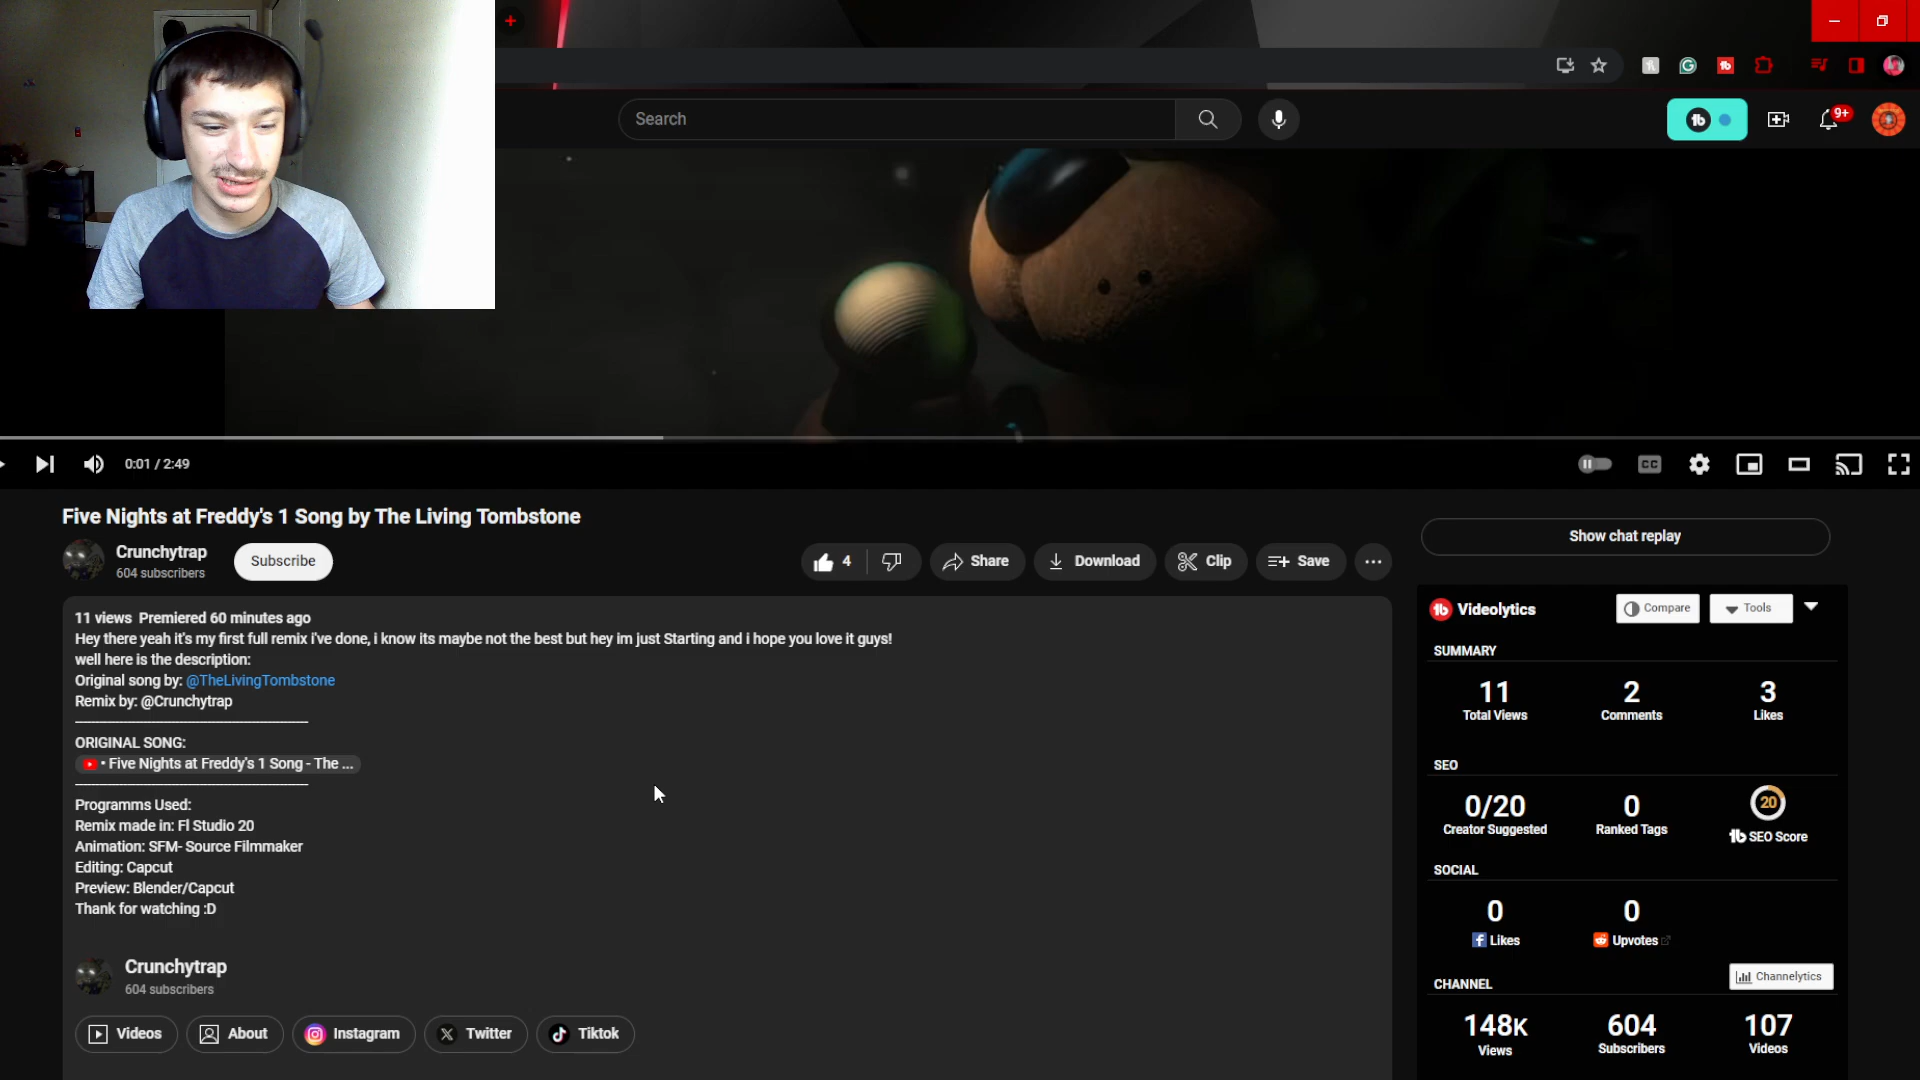 Search
9+
0:01 / 2:49
CC
Five Nights at Freddy's 1 Song by The Living Tombstone
Crunchytrap
604 subscribers
Subscribe
4
Share
Download
Clip
Save
Show chat replay
11 views Premiered 60 minutes ago
Hey there yeah it's my first full remix i've done, i know its maybe not the best but hey im just Starting and i hope you love it guys!
well here is the description:
Original song by: @TheLivingTombstone
Remix by: @Crunchytrap
ORIGINAL SONG:
• Five Nights at Freddy's 1 Song - The ...
Programms Used:
Remix made in: Fl Studio 20
Animation: SFM- Source Filmmaker
Editing: Capcut
Preview: Blender/Capcut
Thank for watching :D
Crunchytrap
604 subscribers
Videos
About
Instagram
Twitter
Tiktok
Videolytics
Compare
Tools
SUMMARY
11 2 3
Total Views Comments Likes
SEO
0/20 0 20
Creator Suggested Ranked Tags SEO Score
SOCIAL
0 0
Likes Upvotes
CHANNEL
Channelytics
148K 604 107
Views Subscribers Videos